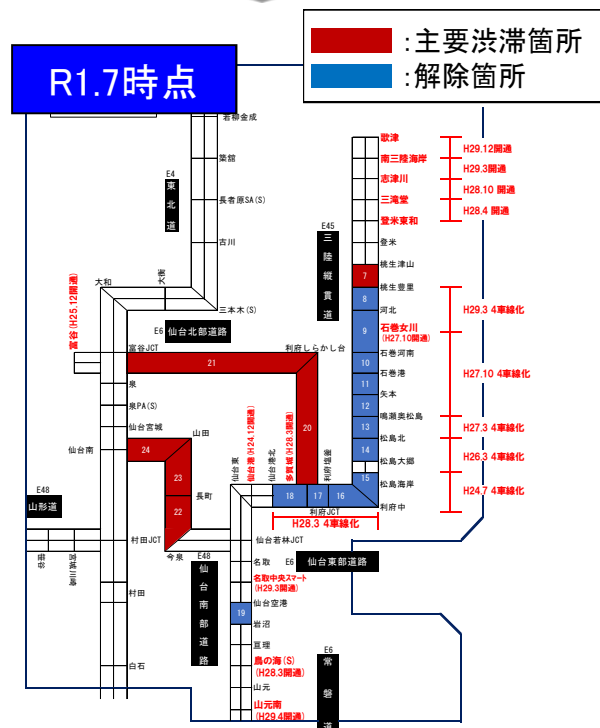 R1.7時点
:主要渋滞箇所
:解除箇所
若柳金成
築館
E4
東北道
長者原SA(S)
古川
大衡
大和
三本木(S)
富谷(H25.12開通)
E6 仙台北部道路
富谷JCT
利府しらかし台
21
泉
泉PA(S)
仙台宮城
山田
仙台南
24
23
長町
22
今泉
20
E48
山形道
笹谷
宮城川崎
村田JCT
村田
白石
E48
仙台南部道路
歌津
H29.12開通
南三陸海岸
H29.3開通
志津川
H28.10 開通
三滝堂
H28.4 開通
登米東和
E45
三陸縦貫道
登米
桃生津山
7
桃生豊里
8
H29.3 4車線化
河北
9
石巻女川
(H27.10開通)
石巻河南
10
石巻港
H27.10 4車線化
11
矢本
12
鳴瀬奥松島
13
H27.3 4車線化
松島北
14
H26.3 4車線化
松島大郷
15
松島海岸
H24.7 4車線化
利府中
仙台東
仙台港(H24.12開通)
仙台港北
多賀城(H28.3開通)
利府塩釜
18
17
16
利府JCT
H28.3 4車線化
仙台若林JCT
名取
E6 仙台東部道路
名取中央スマート
(H29.3開通)
仙台空港
19
岩沼
亘理
鳥の海(S)
(H28.3開通)
山元
山元南
(H29.4開通)
E6
常磐道